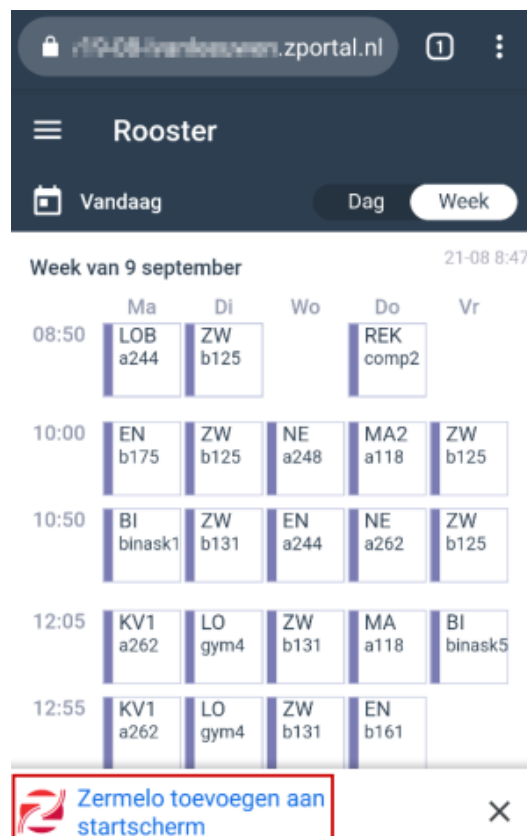 .zportal.nl 1
Rooster
Vandaag Dag Week
Week van 9 september 21-08 8:47
Ma Di Wo Do Vr
08:50 LOB ZW REK
a244 b125 comp2
10:00 EN ZW NE MA2 ZW
b175 b125 a248 a118 b125
10:50 BI ZW EN NE ZW
binask1 b131 a244 a262 b125
12:05 KV1 LO ZW MA BI
a262 gym4 b131 a118 binask5
12:55 KV1 LO ZW EN
a262 gym4 b131 b161
Zermelo toevoegen aan
startscherm